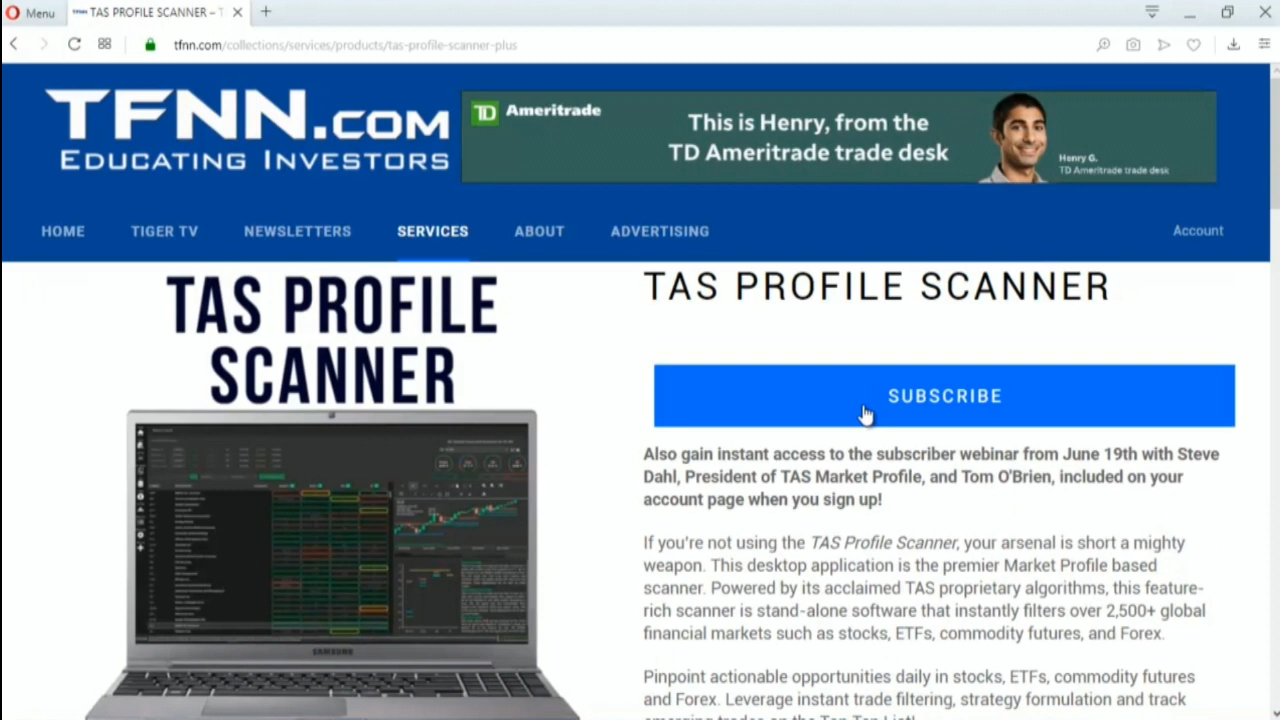 Menu
TAS PROFILE SCANNER – T
tfnn.com/collections/services/products/tas-profile-scanner-plus
TFNN.COM
EDUCATING INVESTORS
TD Ameritrade
This is Henry, from the
TD Ameritrade trade desk
Henry G.
TD Ameritrade trade desk
HOME
TIGER TV
NEWSLETTERS
SERVICES
ABOUT
ADVERTISING
Account
TAS PROFILE
SCANNER
SAMSUNG
TAS PROFILE SCANNER
SUBSCRIBE
Also gain instant access to the subscriber webinar from June 19th with Steve
Dahl, President of TAS Market Profile, and Tom O'Brien, included on your
account page when you sign up!
If you're not using the TAS Profile Scanner, your arsenal is short a mighty
weapon. This desktop application is the premier Market Profile based
scanner. Powered by its acclaimed TAS proprietary algorithms, this feature-
rich scanner is stand-alone software that instantly filters over 2,500+ global
financial markets such as stocks, ETFs, commodity futures, and Forex.
Pinpoint actionable opportunities daily in stocks, ETFs, commodity futures
and Forex. Leverage instant trade filtering, strategy formulation and track
emerging trades on the Top Ten List!